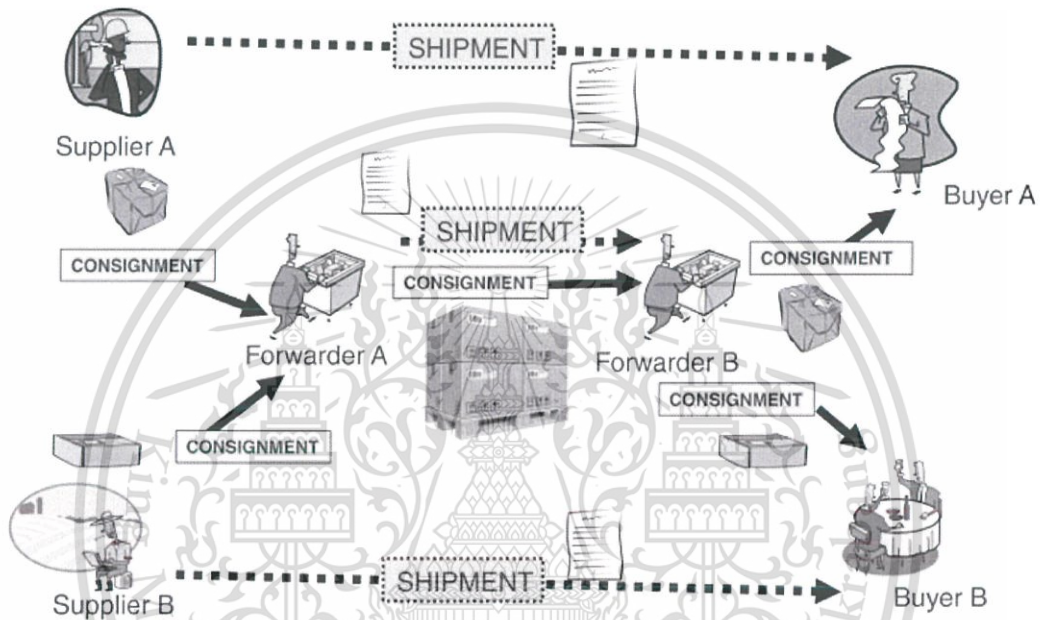 SHIPMENT
Supplier A
Buyer A
SHIPMENT
CONSIGNMENT
CONSIGNMENT
CONSIGNMENT
Forwarder A
Forwarder B
CONSIGNMENT
CONSIGNMENT
SHIPMENT
Supplier B
Buyer B